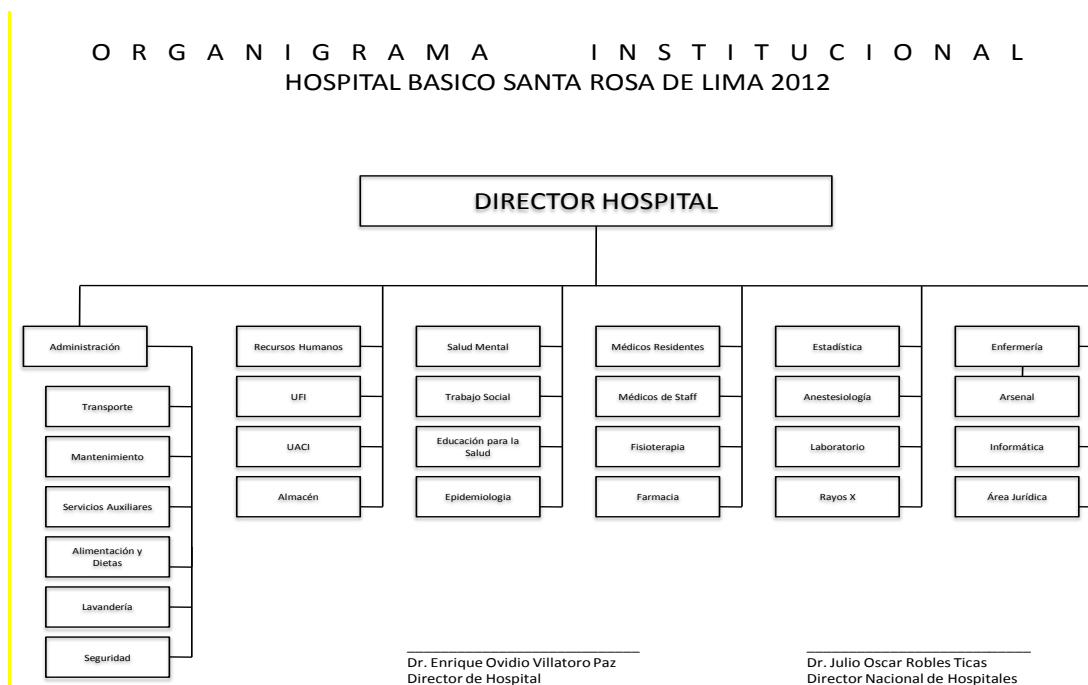 ORGANIGRAMA INSTITUCIONAL
HOSPITAL BASICO SANTA ROSA DE LIMA 2012
DIRECTOR HOSPITAL
Administración
Transporte
Mantenimiento
Servicios Auxiliares
Alimentación y
Dietas
Lavandería
Seguridad
Recursos Humanos
UFI
UACI
Almacén
Salud Mental
Trabajo Social
Educación para la
Salud
Epidemiologia
Médicos Residentes
Médicos de Staff
Fisioterapia
Farmacia
Estadística
Anestesiología
Laboratorio
Rayos X
Enfermería
Arsenal
Informática
Área Jurídica
Dr. Enrique Ovidio Villatoro Paz
Director de Hospital
Dr. Julio Oscar Robles Ticas
Director Nacional de Hospitales